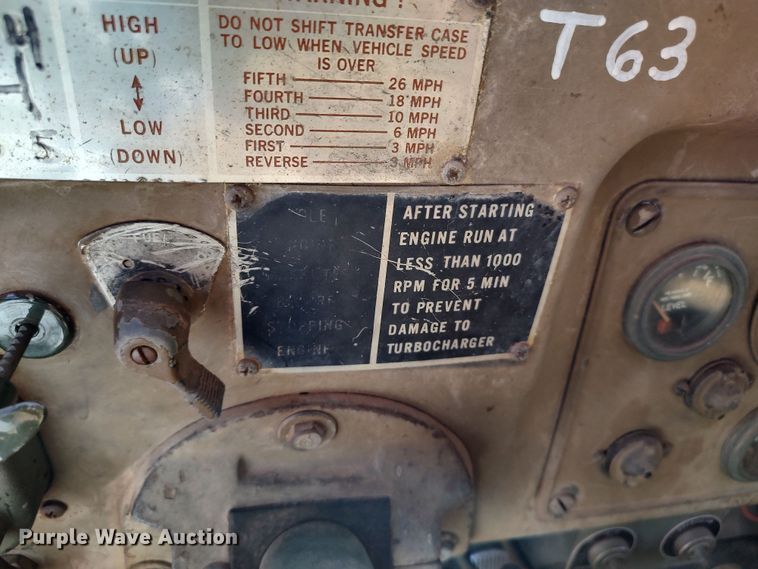 HIGH
(UP)
LOW
(DOWN)
DO NOT SHIFT TRANSFER CASE
TO LOW WHEN VEHICLE SPEED
IS OVER
FIFTH 26 MPH
FOURTH 18 MPH
THIRD 10 MPH
SECOND 6 MPH
FIRST 3 MPH
REVERSE 3 MPH
T63
STOPPING
ENGINE
AFTER STARTING
ENGINE RUN AT
LESS THAN 1000
RPM FOR 5 MIN
TO PREVENT
DAMAGE TO
TURBOCHARGER
Purple Wave Auction